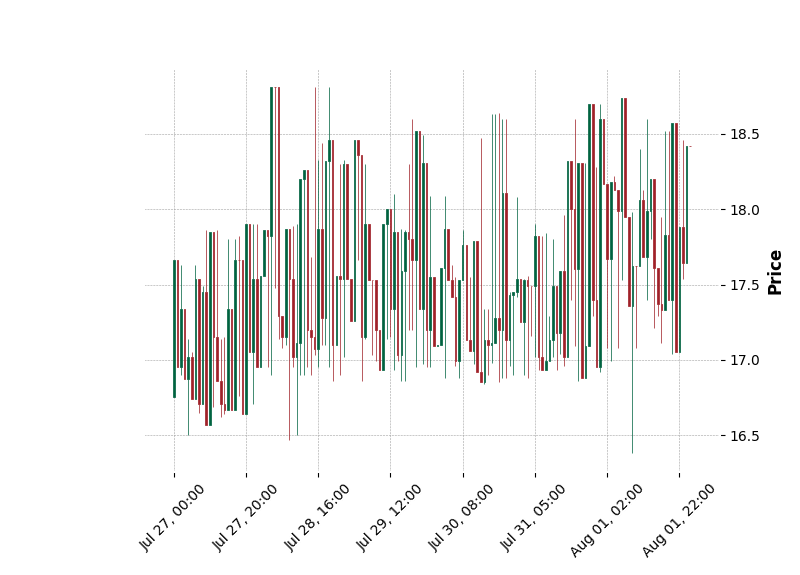 18.5
18.0
17.5
17.0
16.5
Price
Jul 27, 00:00
Jul 27, 20:00
Jul 28, 16:00
Jul 29, 12:00
Jul 30, 08:00
Jul 31, 05:00
Aug 01, 02:00
Aug 01, 22:00